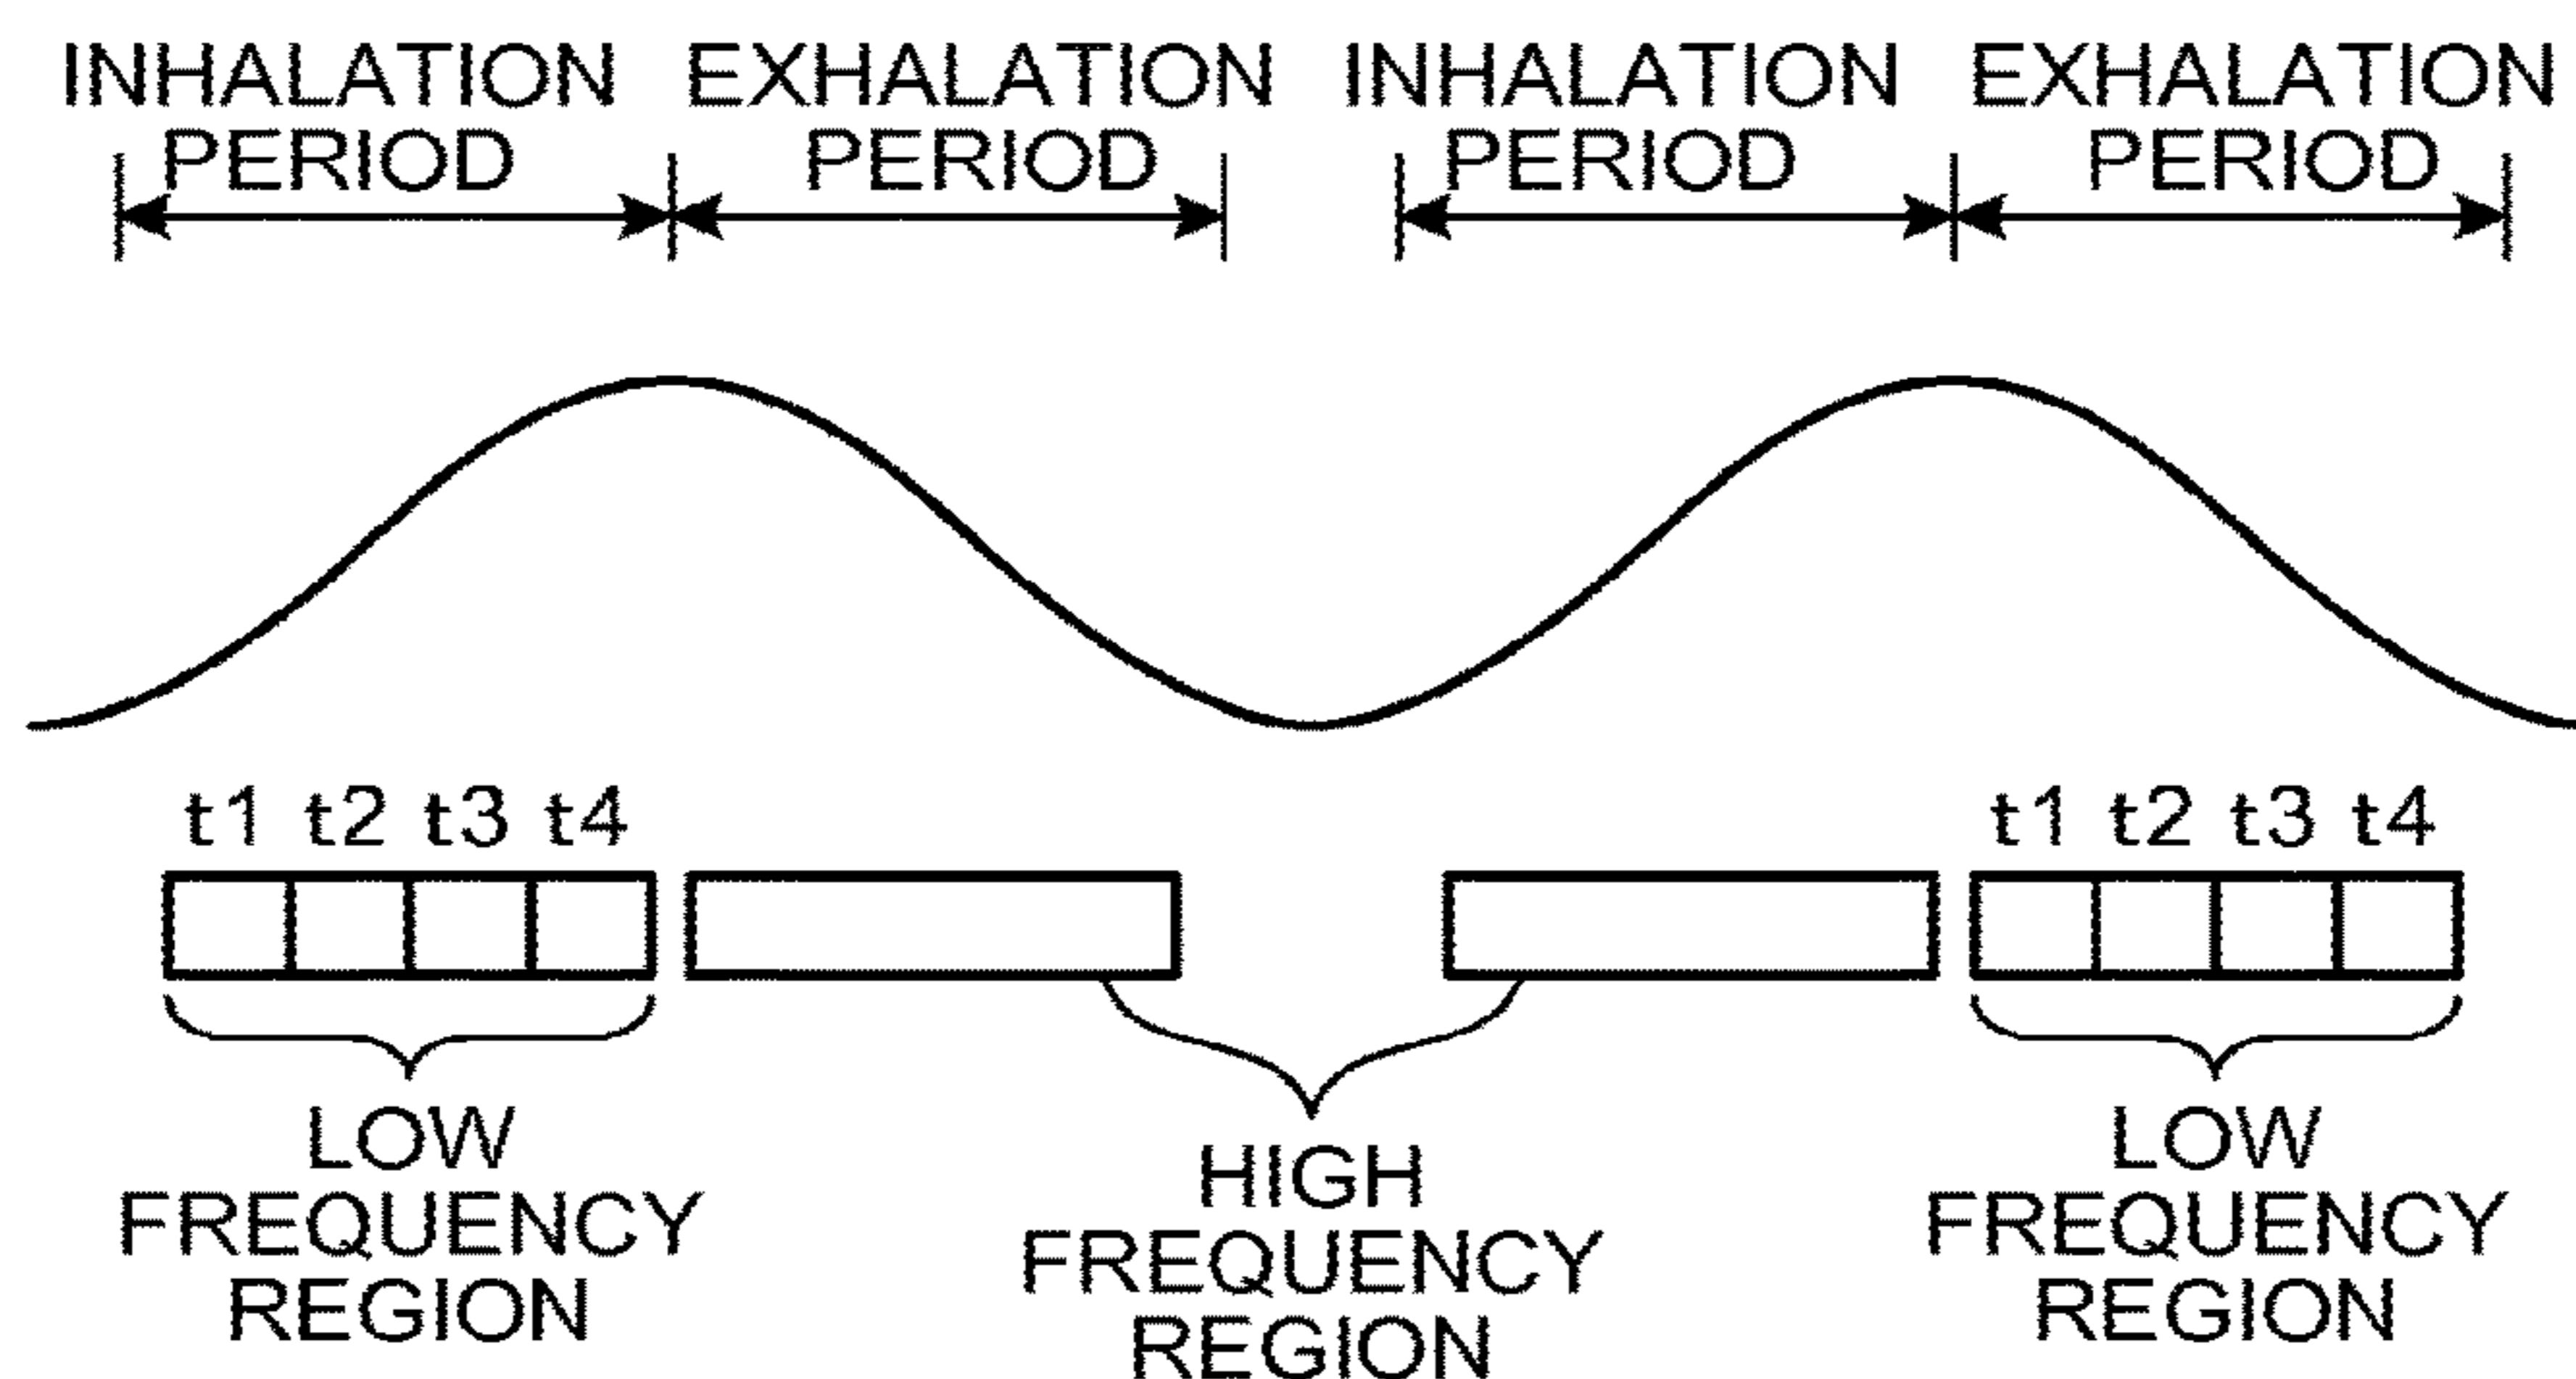 INHALATION PERIOD
EXHALATION PERIOD
INHALATION PERIOD
EXHALATION PERIOD
t1 t2 t3 t4
t1 t2 t3 t4
LOW
FREQUENCY
REGION
HIGH
FREQUENCY
REGION
LOW
FREQUENCY
REGION